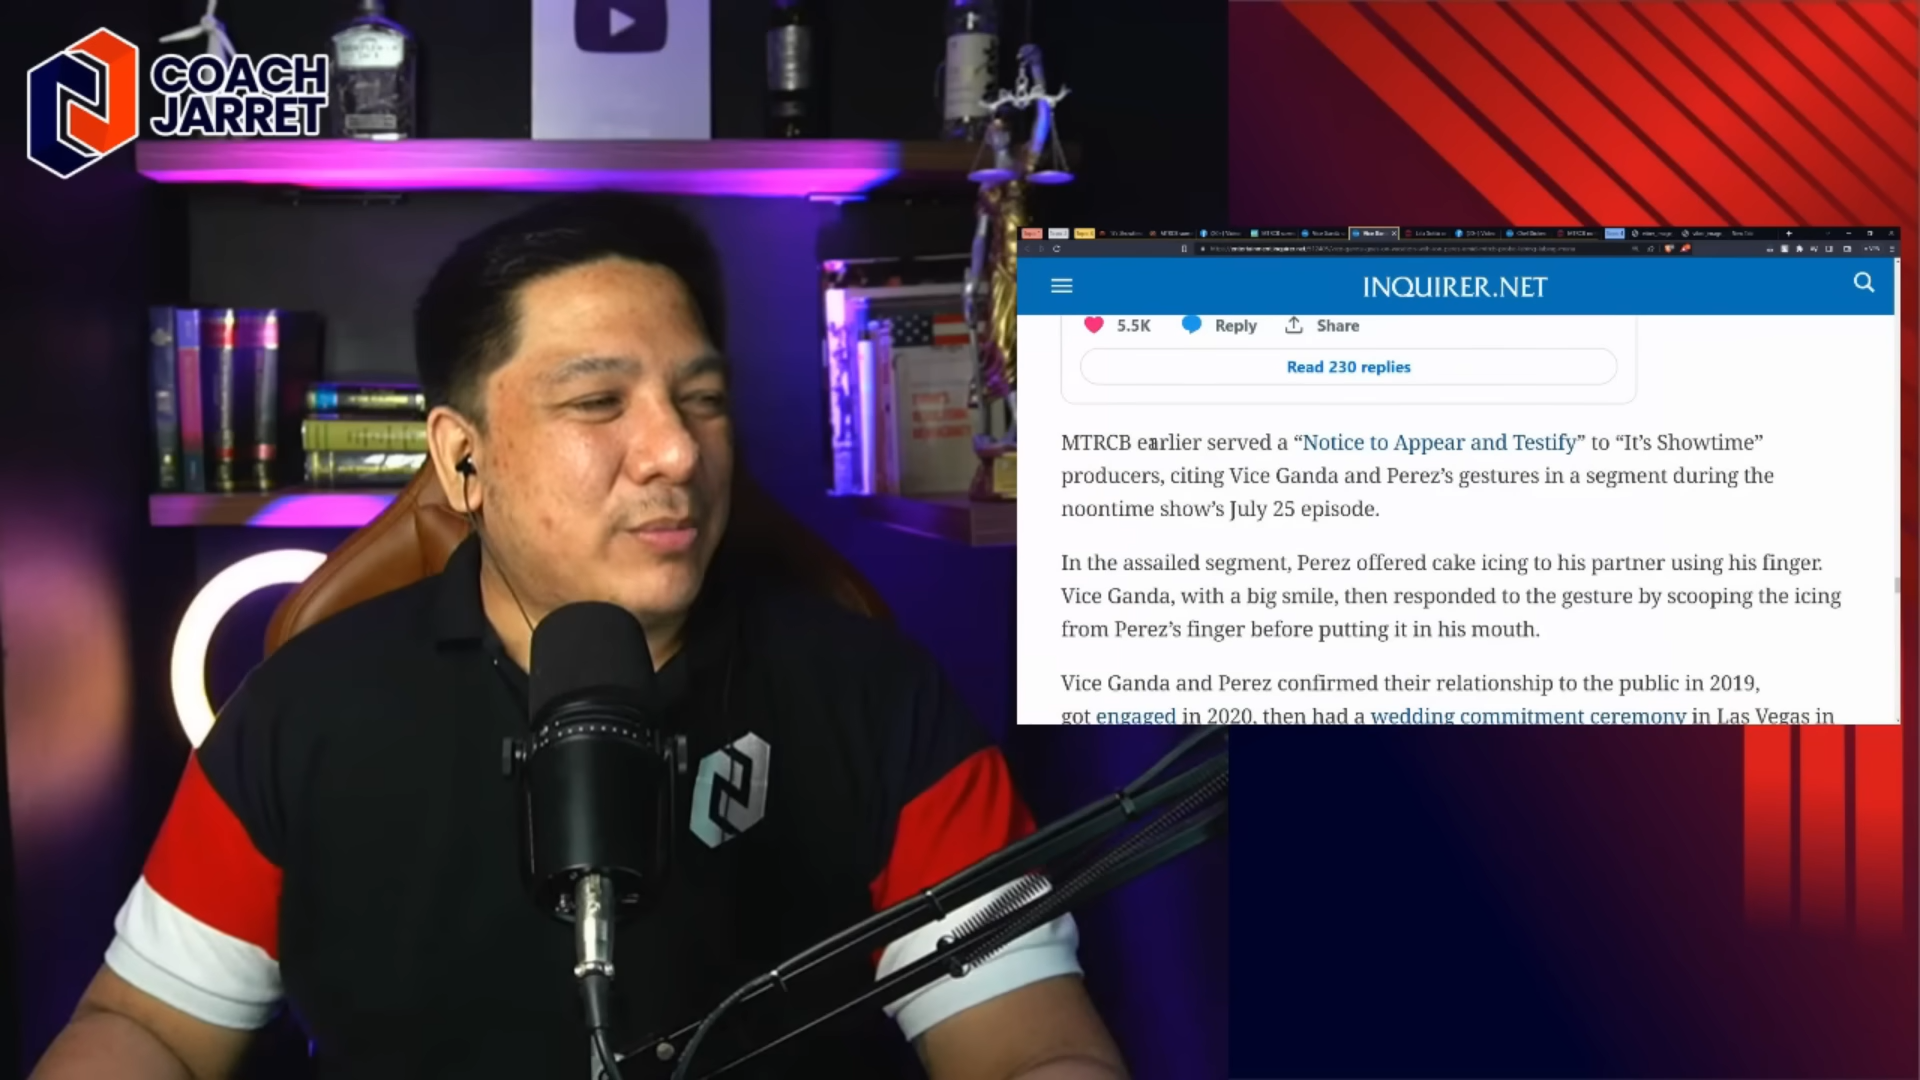 COACH
JARRET
INQUIRER.NET
5.5K Reply Share
Read 230 replies
MTRCB earlier served a “Notice to Appear and Testify” to “It’s Showtime”
producers, citing Vice Ganda and Perez’s gestures in a segment during the
noontime show’s July 25 episode.
In the assailed segment, Perez offered cake icing to his partner using his finger.
Vice Ganda, with a big smile, then responded to the gesture by scooping the icing
from Perez’s finger before putting it in his mouth.
Vice Ganda and Perez confirmed their relationship to the public in 2019,
got engaged in 2020, then had a wedding commitment ceremony in Las Vegas in